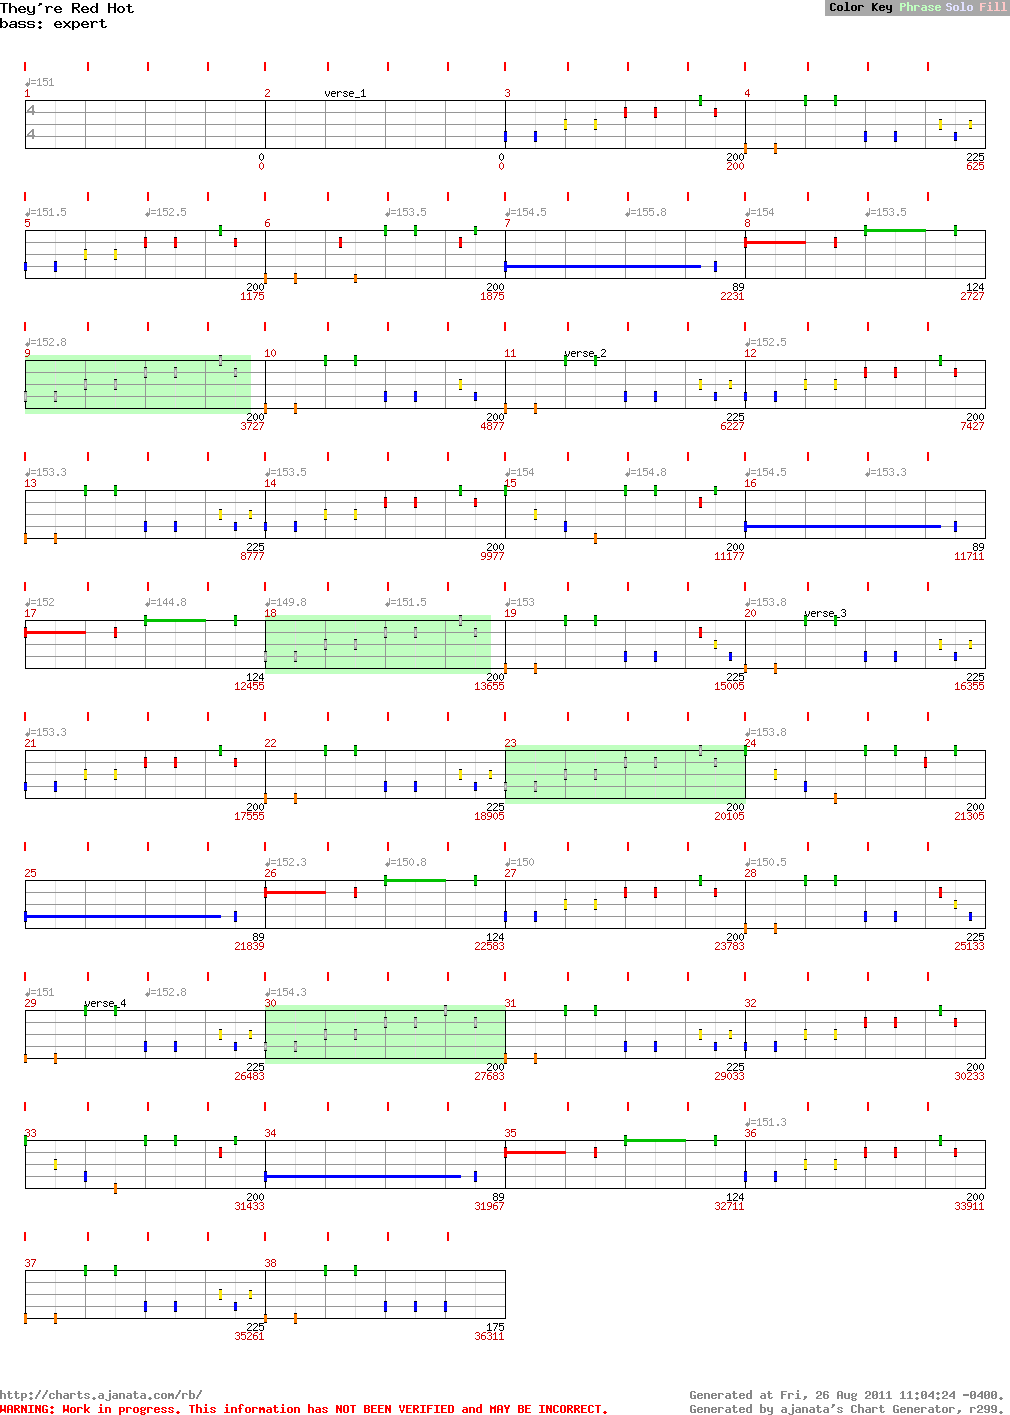 They're Red Hot
bass: expert
Color Key Phrase Solo Fill
♩=151
1 2 verse_1 3 4
4
4
0 0 200 225
0 0 200 625
♩=151.5 ♩=152.5 ♩=153.5 ♩=154.5 ♩=155.8 ♩=154 ♩=153.5
5 6 7 8
200 200 89 124
1175 1875 2231 2727
♩=152.8 ♩=152.5
9 10 11 verse_2 12
200 200 225 200
3727 4877 6227 7427
♩=153.3 ♩=153.5 ♩=154 ♩=154.8 ♩=154.5 ♩=153.3
13 14 15 16
225 200 200 89
8777 9977 11177 11711
♩=152 ♩=144.8 ♩=149.8 ♩=151.5 ♩=153 ♩=153.8
17 18 19 20 verse_3
124 200 225 225
12455 13655 15005 16355
♩=153.3 ♩=153.8
21 22 23 24
200 225 200 200
17555 18905 20105 21305
♩=152.3 ♩=150.8 ♩=150 ♩=150.5
25 26 27 28
89 124 200 225
21839 22583 23783 25133
♩=151 ♩=152.8 ♩=154.3
29 verse_4 30 31 32
225 200 225 200
26483 27683 29033 30233
♩=151.3
33 34 35 36
200 89 124 200
31433 31967 32711 33911
37 38
225 175
35261 36311
http://charts.ajanata.com/rb/
Generated at Fri, 26 Aug 2011 11:04:24 -0400.
WARNING: Work in progress. This information has NOT BEEN VERIFIED and MAY BE INCORRECT.
Generated by ajanata's Chart Generator, r299.